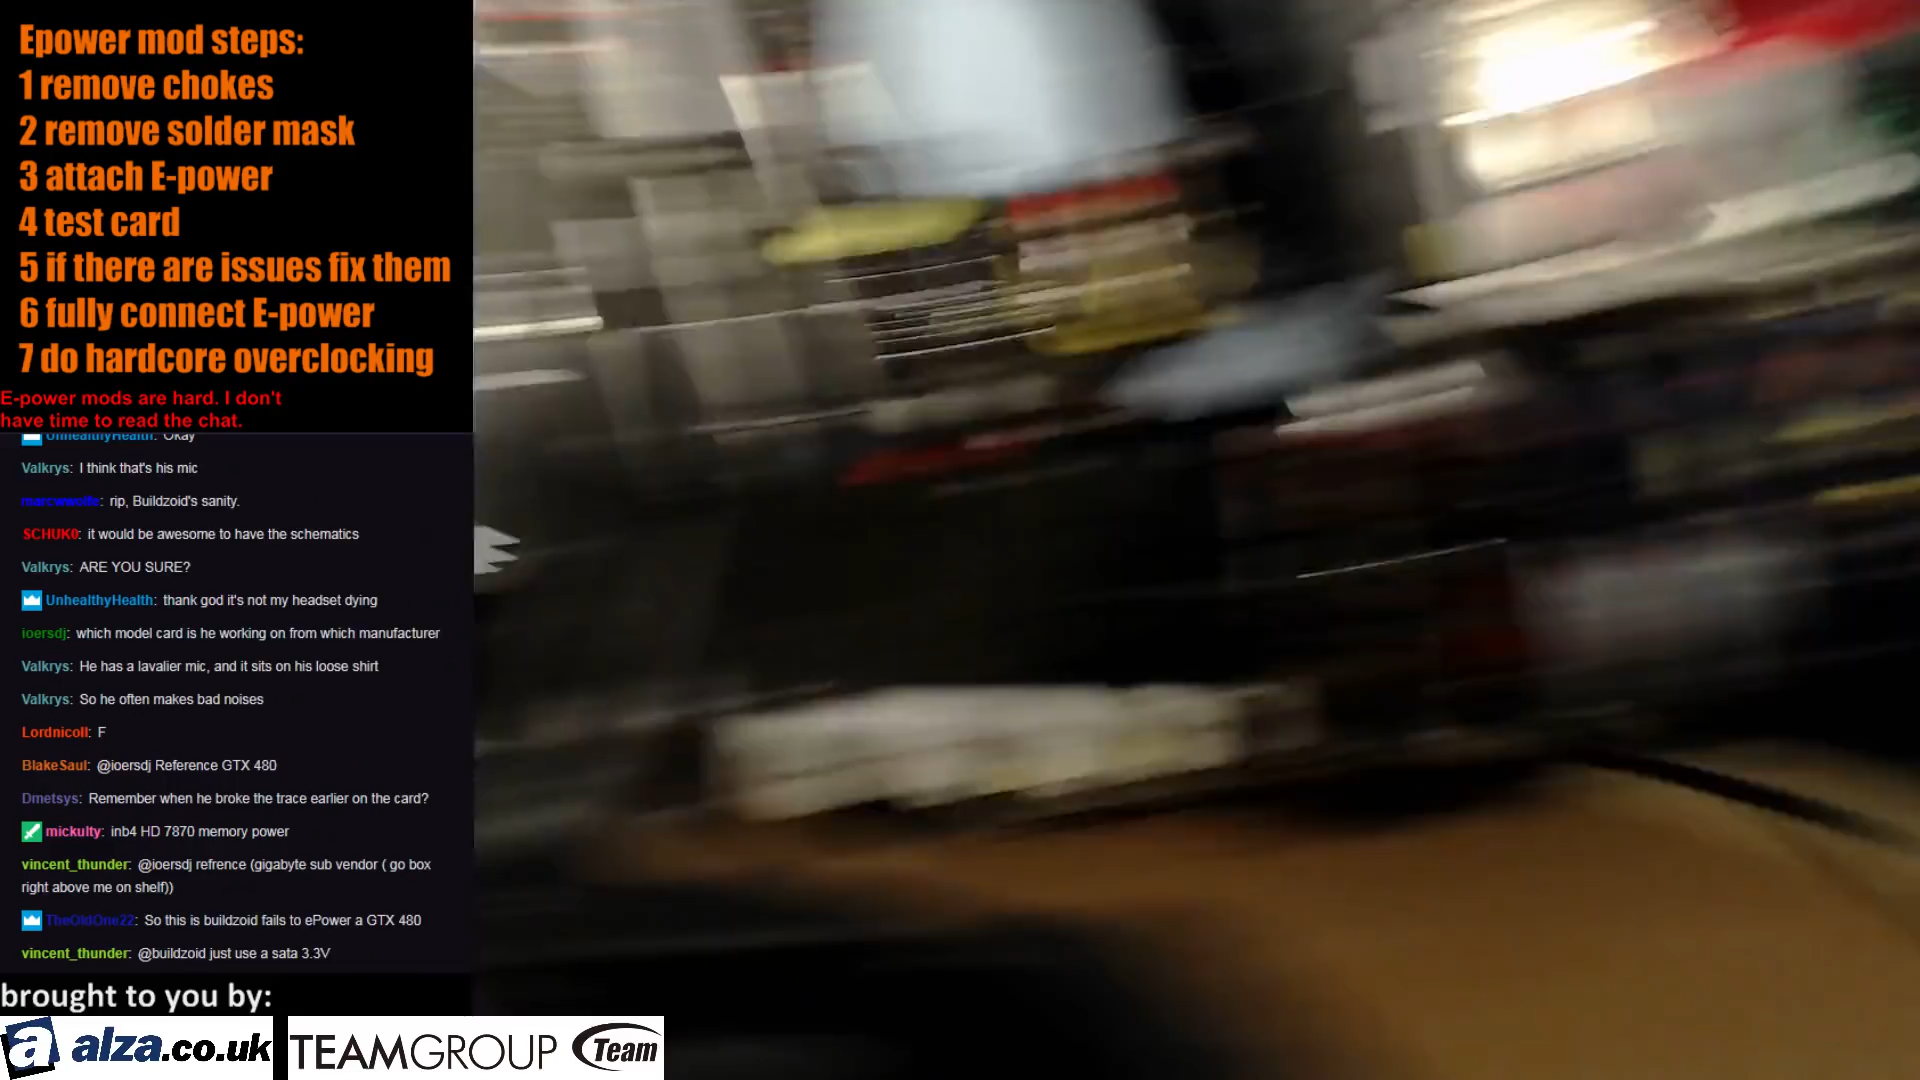 Epower mod steps:
1 remove chokes
2 remove solder mask
3 attach E-power
4 test card
5 if there are issues fix them
6 fully connect E-power
7 do hardcore overclocking
E-power mods are hard. I don't
have time to read the chat.
UnhealthyHealth: Okay
Valkrys: I think that's his mic
marcwwolfe: rip, Buildzoid's sanity.
SCHUK0: it would be awesome to have the schematics
Valkrys: ARE YOU SURE?
UnhealthyHealth: thank god it's not my headset dying
ioersdj: which model card is he working on from which manufacturer
Valkrys: He has a lavalier mic, and it sits on his loose shirt
Valkrys: So he often makes bad noises
Lordnicoll: F
BlakeSaul: @ioersdj Reference GTX 480
Dmetsys: Remember when he broke the trace earlier on the card?
mickulty: inb4 HD 7870 memory power
vincent_thunder: @ioersdj refrence (gigabyte sub vendor ( go box
right above me on shelf))
TheOldOne22: So this is buildzoid fails to ePower a GTX 480
vincent_thunder: @buildzoid just use a sata 3.3V
brought to you by:
a alza.co.uk TEAMGROUP Team